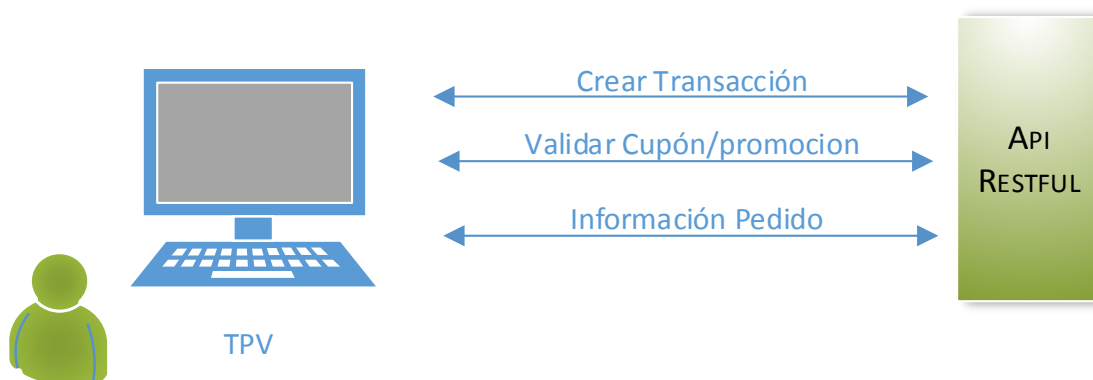 Crear Transacción
Validar Cupón/promocion
Información Pedido
API
RESTFUL
TPV